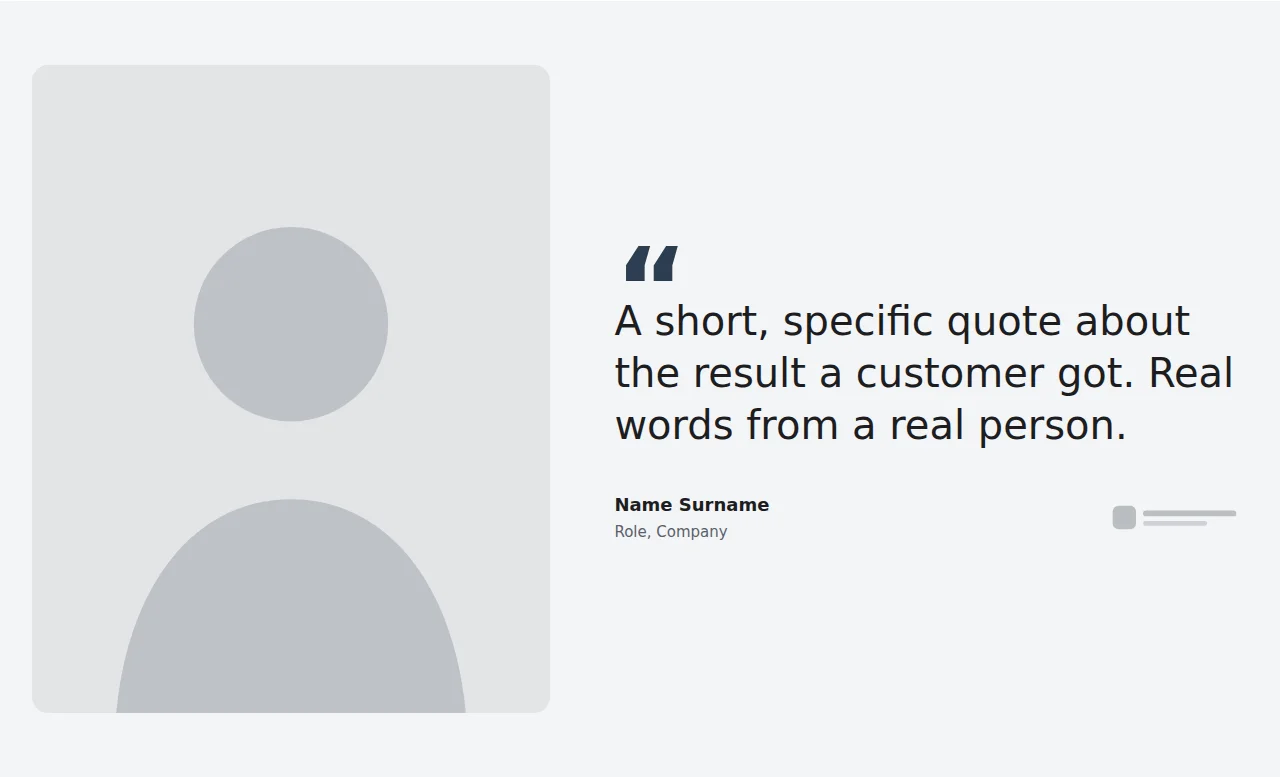 “
A short, specific quote about
the result a customer got. Real
words from a real person.
Name Surname
Role, Company